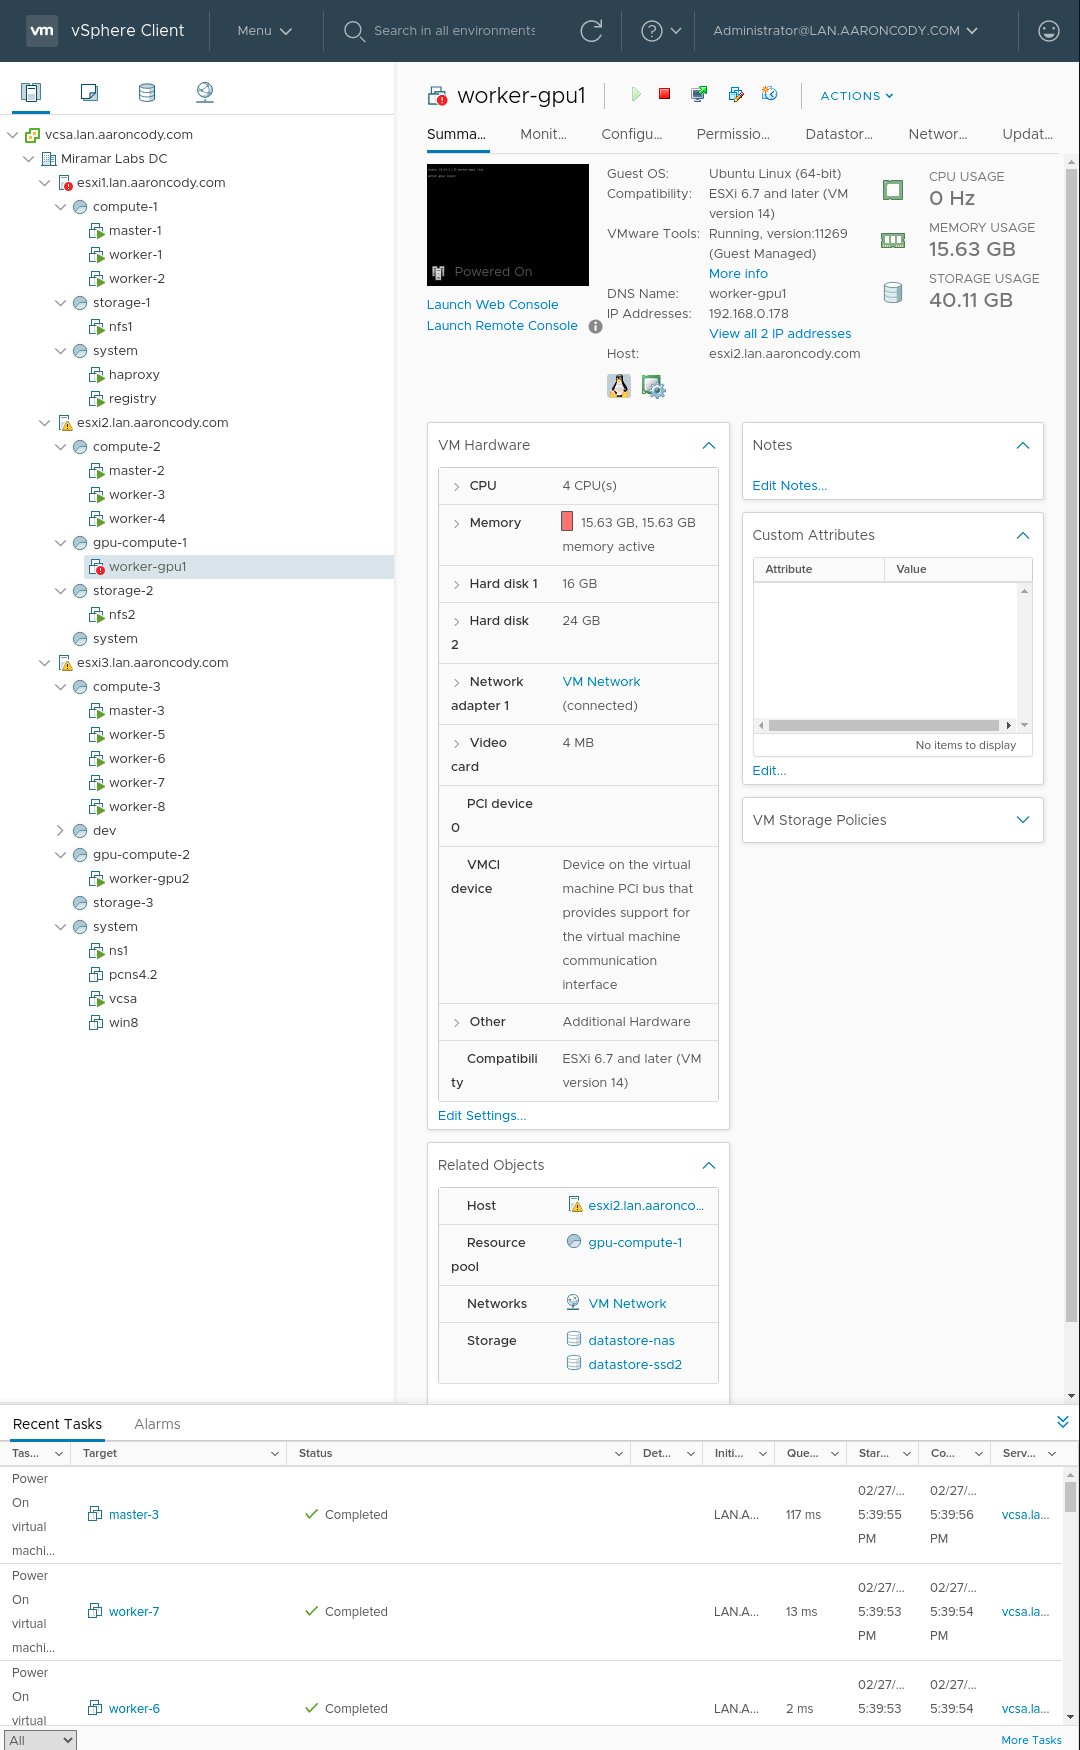 vm vSphere Client Menu Search in all environments Administrator@LAN.AARONCODY.COM
vcsa.lan.aaroncody.com
Miramar Labs DC
esxi1.lan.aaroncody.com
compute-1
master-1
worker-1
worker-2
storage-1
nfs1
system
haproxy
registry
esxi2.lan.aaroncody.com
compute-2
master-2
worker-3
worker-4
gpu-compute-1
worker-gpu1
storage-2
nfs2
system
esxi3.lan.aaroncody.com
compute-3
master-3
worker-5
worker-6
worker-7
worker-8
dev
gpu-compute-2
worker-gpu2
storage-3
system
ns1
pcns4.2
vcsa
win8
worker-gpu1 ACTIONS
Summa... Monit... Configu... Permissio... Datastor... Networ... Updat...
Powered On
Launch Web Console
Launch Remote Console
Guest OS: Ubuntu Linux (64-bit)
Compatibility: ESXi 6.7 and later (VM
version 14)
VMware Tools: Running, version:11269
(Guest Managed)
More info
DNS Name: worker-gpu1
IP Addresses: 192.168.0.178
View all 2 IP addresses
Host: esxi2.lan.aaroncody.com
CPU USAGE
0 Hz
MEMORY USAGE
15.63 GB
STORAGE USAGE
40.11 GB
VM Hardware
CPU 4 CPU(s)
Memory 15.63 GB, 15.63 GB
memory active
Hard disk 1 16 GB
Hard disk 24 GB
2
Network VM Network
adapter 1 (connected)
Video 4 MB
card
PCI device
0
VMCI Device on the virtual
device machine PCI bus that
provides support for
the virtual machine
communication
interface
Other Additional Hardware
Compatibili ESXi 6.7 and later (VM
ty version 14)
Edit Settings...
Related Objects
Host esxi2.lan.aaronco...
Resource gpu-compute-1
pool
Networks VM Network
Storage datastore-nas
datastore-ssd2
Notes
Edit Notes...
Custom Attributes
Attribute Value
No items to display
Edit...
VM Storage Policies
Recent Tasks Alarms
Tas... Target Status Det... Initi... Que... Star... Co... Serv...
Power
On
virtual
machi...
master-3 Completed LAN.A... 117 ms
02/27/...
5:39:55
PM
02/27/...
5:39:56
PM
vcsa.la...
Power
On
virtual
machi...
worker-7 Completed LAN.A... 13 ms
02/27/...
5:39:53
PM
02/27/...
5:39:54
PM
vcsa.la...
Power
On
virtual
worker-6 Completed LAN.A... 2 ms
02/27/...
5:39:53
02/27/...
5:39:54
vcsa.la...
All More Tasks